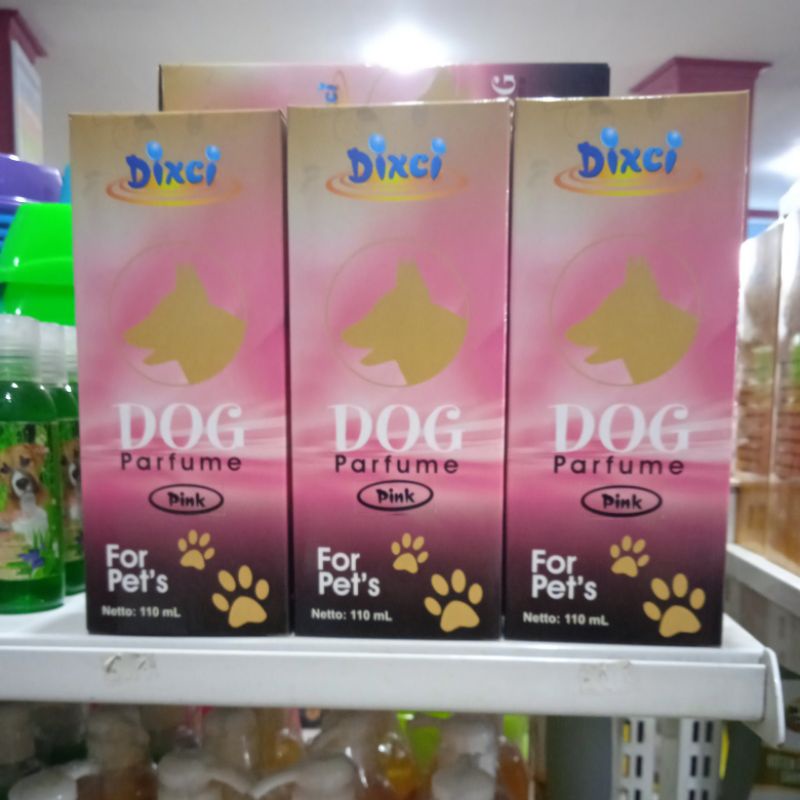 Dixci
DOG
Parfume
Pink
For
Pet's
Netto: 110 mL
Dixci
DOG
Parfume
Pink
For
Pet's
Netto: 110 mL
Dixci
DOG
Parfume
Pink
For
Pet's
Netto: 110 mL